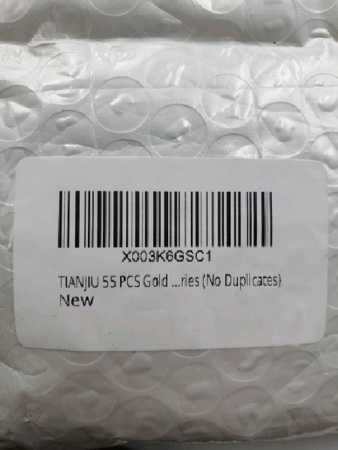 X003K6GSC1
TIANJIU 55 PCS Gold ...ries (No Duplicates)
New